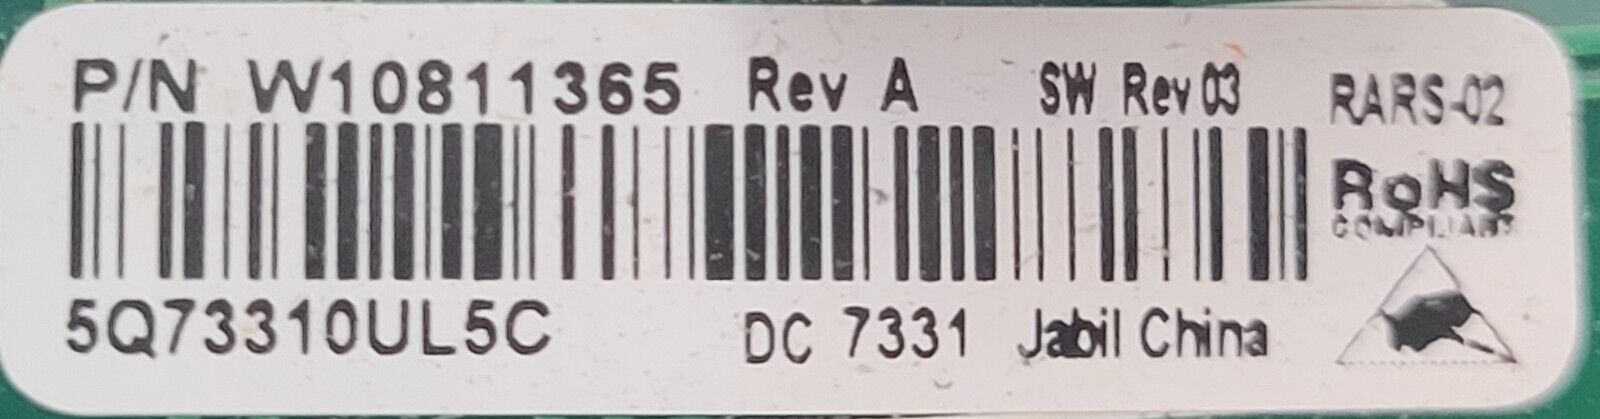 P/N W10811365 Rev A SW Rev 03 RARS-02
RoHS
COMPLIANT
5Q73310UL5C DC 7331 Jabil China